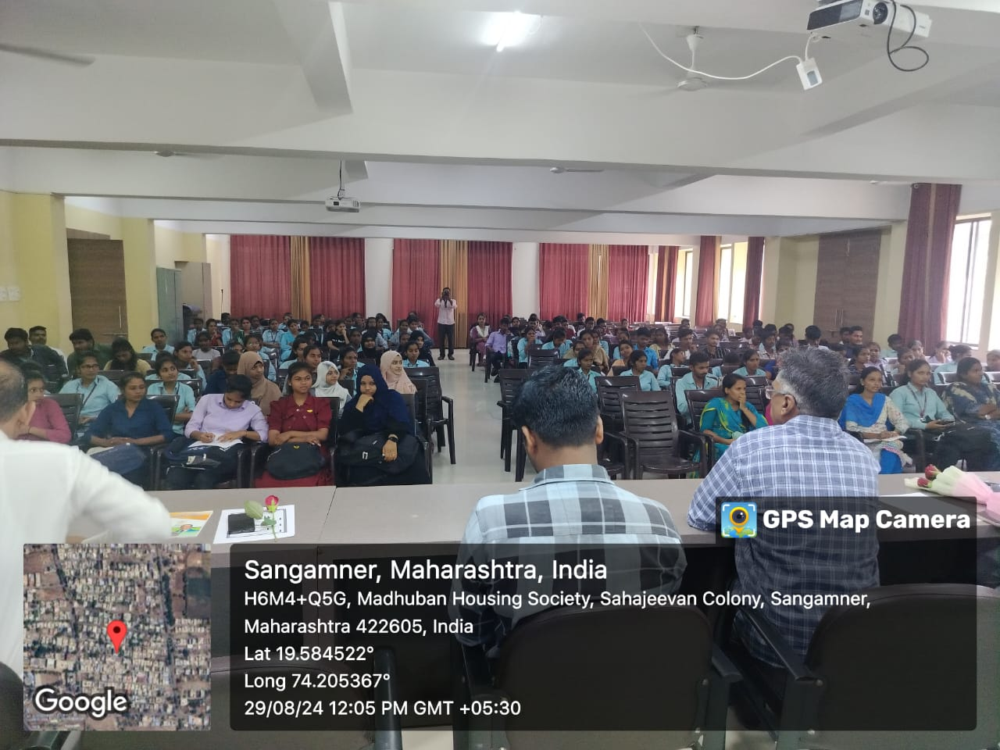 GPS Map Camera
Sangamner, Maharashtra, India
H6M4+Q5G, Madhuban Housing Society, Sahajeevan Colony, Sangamner,
Maharashtra 422605, India
Lat 19.584522°
Long 74.205367°
29/08/24 12:05 PM GMT +05:30
Google